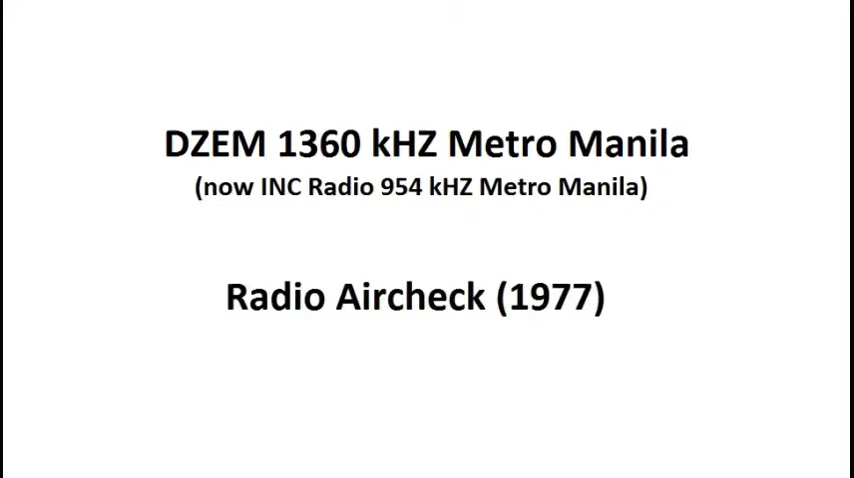 DZEM 1360 kHZ Metro Manila
(now INC Radio 954 kHZ Metro Manila)
Radio Aircheck (1977)